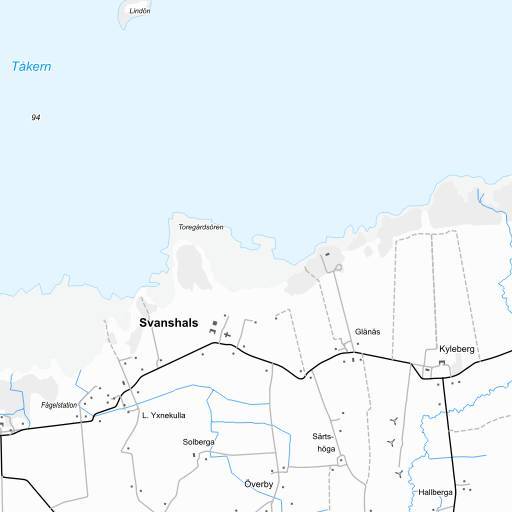 Lindön
Tåkern
94
Toregårdsören
Svanshals
Glänås
Kyleberg
Fågelstation
L. Yxnekulla
Solberga
Särts-
höga
Överby
Hallberga